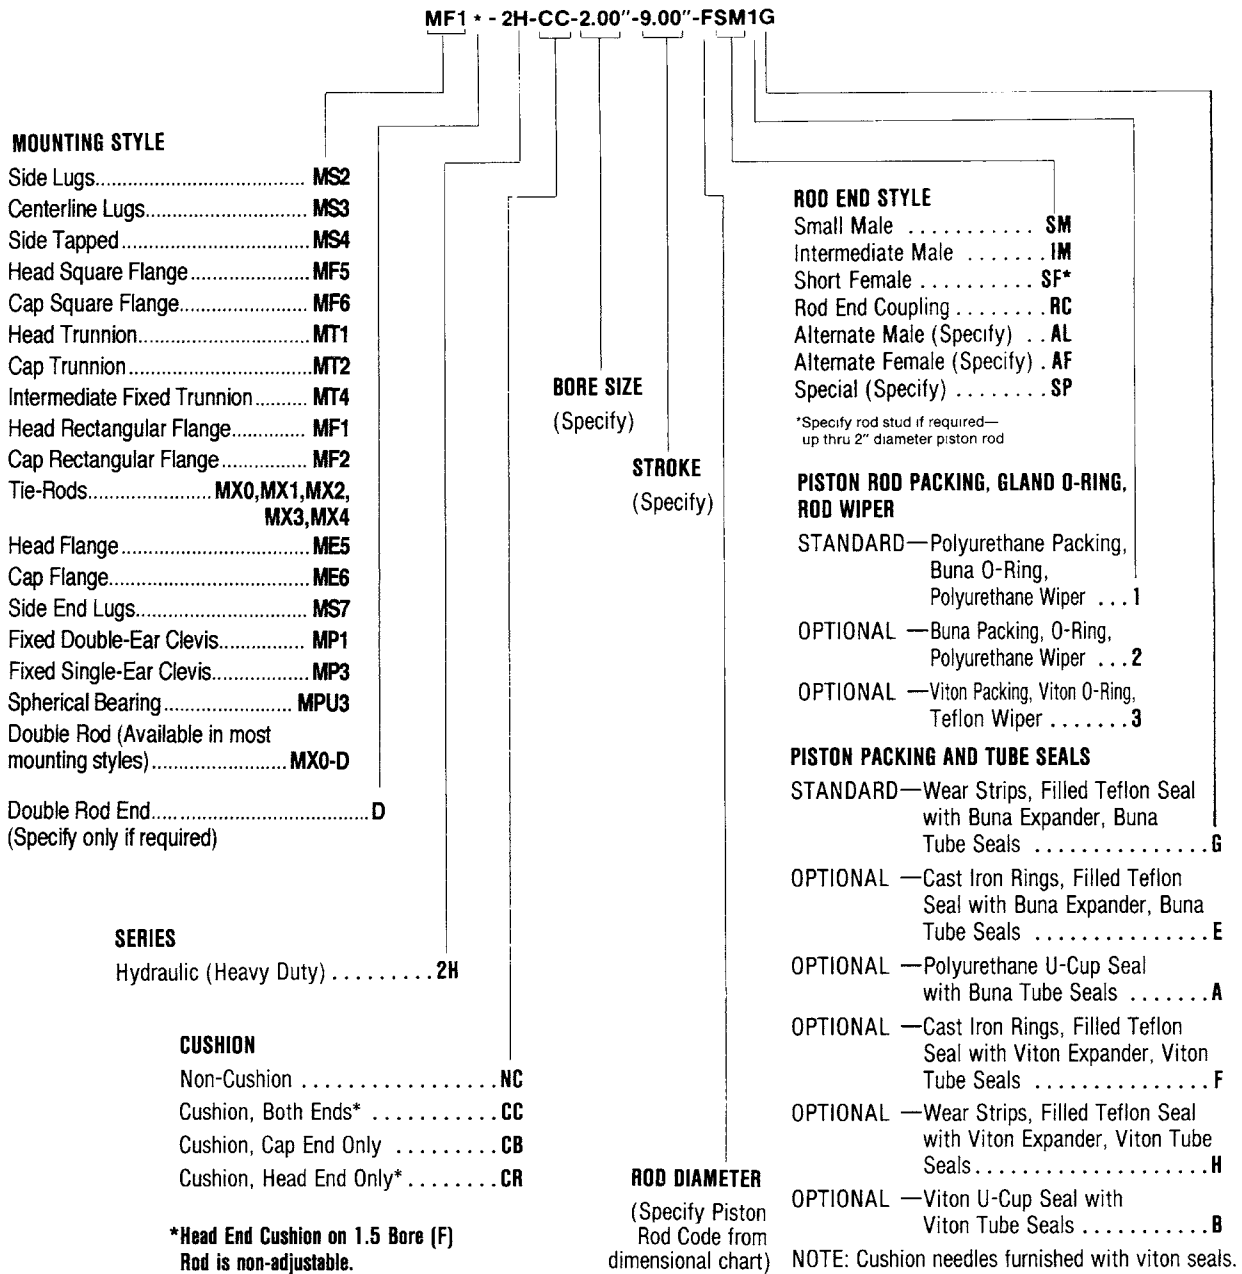 MF1 * - 2H-CC-2.00"-9.00"-FSM1G
MOUNTING STYLE
Side Lugs..................................... MS2
Centerline Lugs............................ MS3
Side Tapped................................. MS4
Head Square Flange..................... MF5
Cap Square Flange....................... MF6
Head Trunnion............................... MT1
Cap Trunnion................................ MT2
Intermediate Fixed Trunnion.......... MT4
Head Rectangular Flange............. MF1
Cap Rectangular Flange............... MF2
Tie-Rods...................... MX0,MX1,MX2,
MX3,MX4
Head Flange................................. ME5
Cap Flange................................... ME6
Side End Lugs.............................. MS7
Fixed Double-Ear Clevis............... MP1
Fixed Single-Ear Clevis................. MP3
Spherical Bearing....................... MPU3
Double Rod (Available in most
mounting styles)........................ MX0-D
Double Rod End...................................... D
(Specify only if required)
SERIES
Hydraulic (Heavy Duty) ......... 2H
CUSHION
Non-Cushion ................. NC
Cushion, Both Ends* ........... CC
Cushion, Cap End Only ......... CB
Cushion, Head End Only* ........ CR
*Head End Cushion on 1.5 Bore (F)
Rod is non-adjustable.
BORE SIZE
(Specify)
STROKE
(Specify)
ROD DIAMETER
(Specify Piston
Rod Code from
dimensional chart)
ROD END STYLE
Small Male ........... SM
Intermediate Male ....... IM
Short Female .......... SF*
Rod End Coupling ........ RC
Alternate Male (Specify) .. AL
Alternate Female (Specify) . AF
Special (Specify) ........ SP
*Specify rod stud if required—
up thru 2" diameter piston rod
PISTON ROD PACKING, GLAND O-RING,
ROD WIPER
STANDARD—Polyurethane Packing,
Buna O-Ring,
Polyurethane Wiper ... 1
OPTIONAL —Buna Packing, O-Ring,
Polyurethane Wiper ... 2
OPTIONAL —Viton Packing, Viton O-Ring,
Teflon Wiper ....... 3
PISTON PACKING AND TUBE SEALS
STANDARD—Wear Strips, Filled Teflon Seal
with Buna Expander, Buna
Tube Seals ............... G
OPTIONAL —Cast Iron Rings, Filled Teflon
Seal with Buna Expander, Buna
Tube Seals ............... E
OPTIONAL —Polyurethane U-Cup Seal
with Buna Tube Seals ....... A
OPTIONAL —Cast Iron Rings, Filled Teflon
Seal with Viton Expander, Viton
Tube Seals ............... F
OPTIONAL —Wear Strips, Filled Teflon Seal
with Viton Expander, Viton Tube
Seals.................... H
OPTIONAL —Viton U-Cup Seal with
Viton Tube Seals ........... B
NOTE: Cushion needles furnished with viton seals.